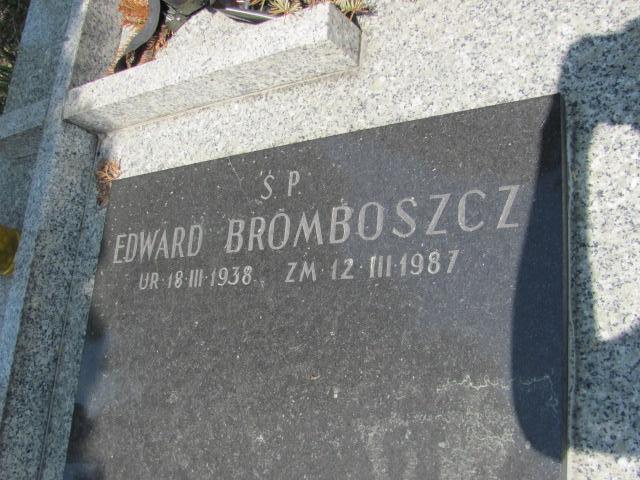 Ś P.
EDWARD BROMBOSZCZ
UR·18·III·1938. ZM·12·III·1987